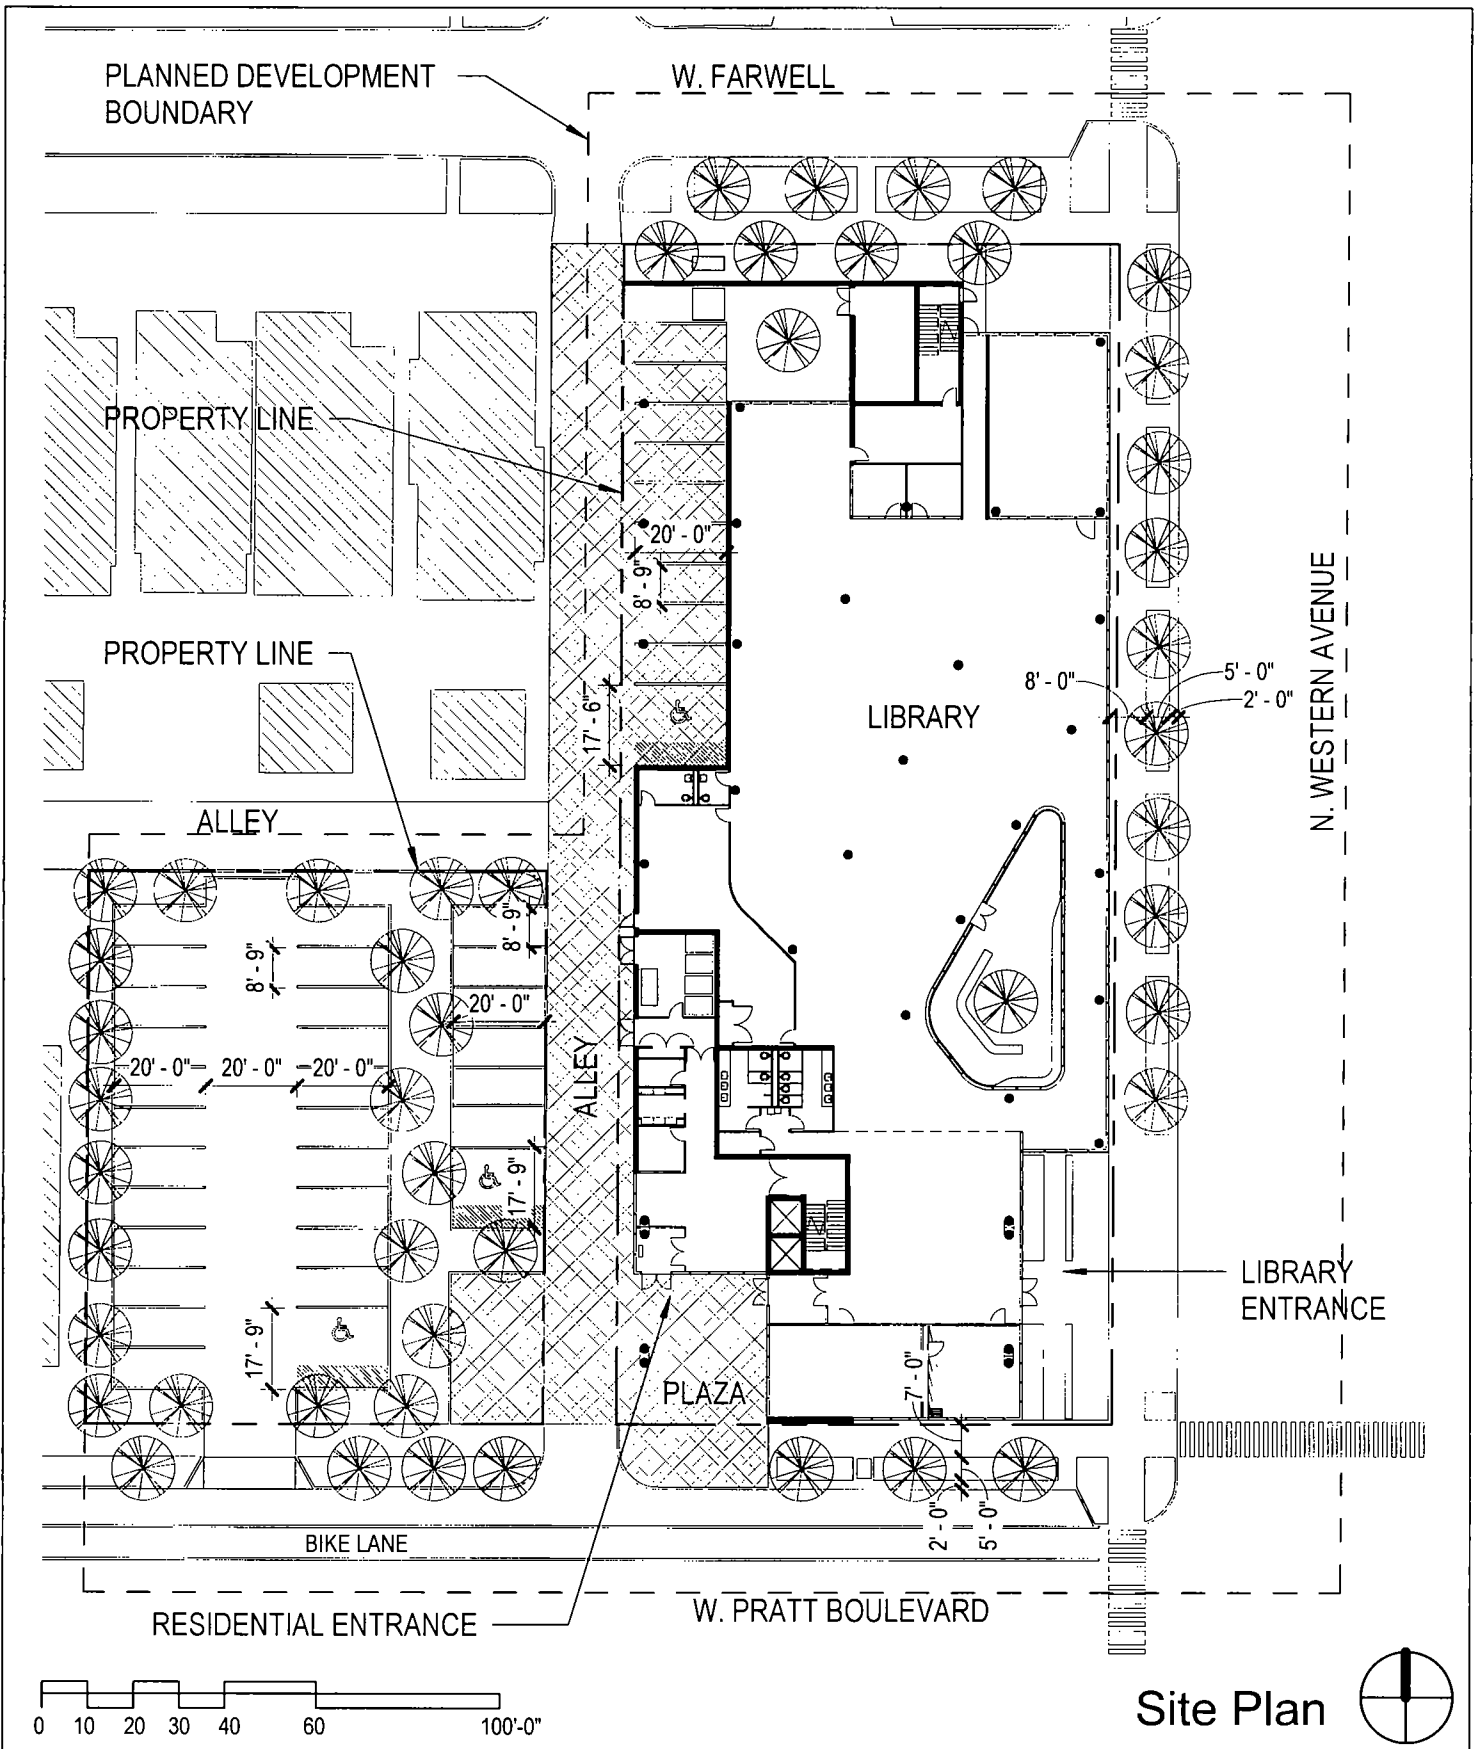 PLANNED DEVELOPMENT
BOUNDARY
W. FARWELL
PROPERTY LINE
20' - 0"
8' - 9"
PROPERTY LINE
17' - 6"
LIBRARY
8' - 0"
5' - 0"
2' - 0"
N. WESTERN AVENUE
ALLEY
8' - 9"
8' - 9"
20' - 0"
20' - 0"
20' - 0"
20' - 0"
ALLEY
17' - 9"
17' - 9"
LIBRARY
ENTRANCE
PLAZA
7' - 0"
2' - 0"
5' - 0"
BIKE LANE
RESIDENTIAL ENTRANCE
W. PRATT BOULEVARD
0 10 20 30 40 60 100'-0"
Site Plan